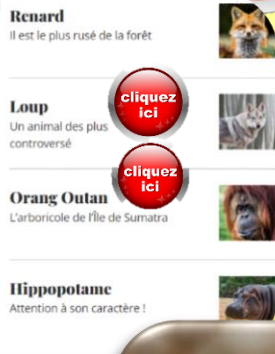 Renard
Il est le plus rusé de la forêt
cliquez
ici
Loup
Un animal des plus
controversé
cliquez
ici
Orang Outan
L'arboricole de l'Île de Sumatra
Hippopotame
Attention à son caractère !